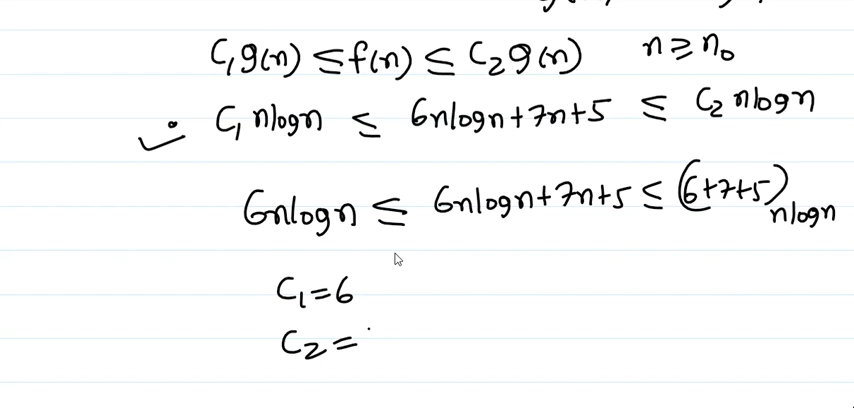 C₁g(n) ≤ f(n) ≤ C₂g(n) n ≥ n₀
C₁ nlogn ≤ 6nlogn+7n+5 ≤ C₂ nlogn
6nlogn ≤ 6nlogn+7n+5 ≤ (6+7+5) nlogn
C₁=6
C₂=